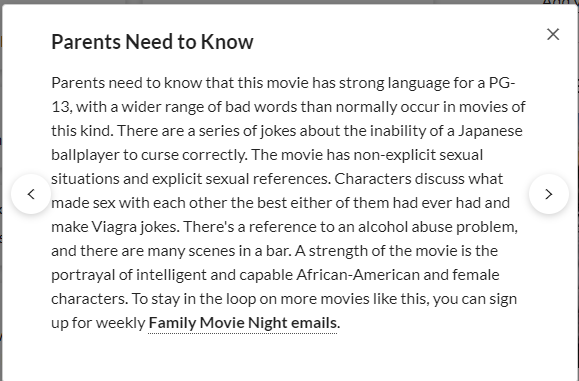 Parents Need to Know
Parents need to know that this movie has strong language for a PG-
13, with a wider range of bad words than normally occur in movies of
this kind. There are a series of jokes about the inability of a Japanese
ballplayer to curse correctly. The movie has non-explicit sexual
situations and explicit sexual references. Characters discuss what
made sex with each other the best either of them had ever had and
make Viagra jokes. There's a reference to an alcohol abuse problem,
and there are many scenes in a bar. A strength of the movie is the
portrayal of intelligent and capable African-American and female
characters. To stay in the loop on more movies like this, you can sign
up for weekly Family Movie Night emails.